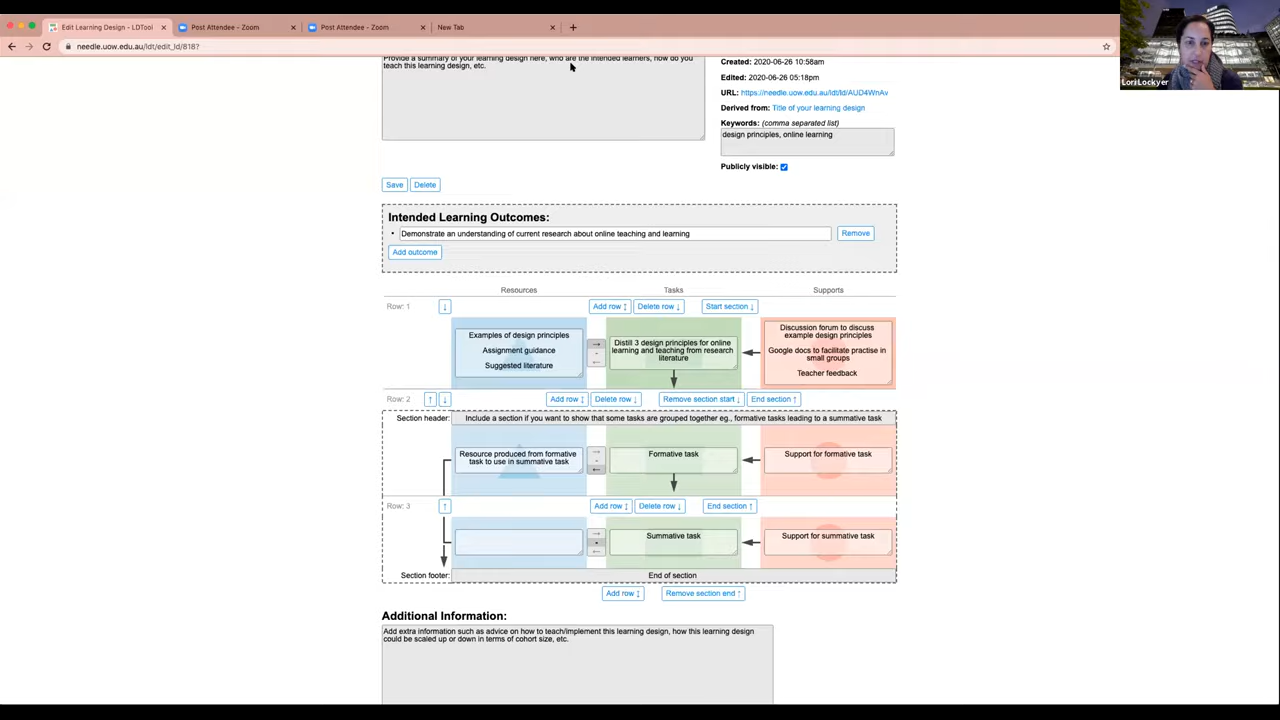 Edit Learning Design - LDTool
Post Attendee - Zoom
Post Attendee - Zoom
New Tab
needle.uow.edu.au/ldt/edit_ld/818?
Lori Lockyer
Provide a summary of your learning design here, who are the intended learners, how do you
teach this learning design, etc.
Created: 2020-06-26 10:58am
Edited: 2020-06-26 05:18pm
URL: https://needle.uow.edu.au/ldt/ld/AUD4WnAv
Derived from: Title of your learning design
Keywords: (comma separated list)
design principles, online learning
Publicly visible:
Save
Delete
Intended Learning Outcomes:
• Demonstrate an understanding of current research about online teaching and learning
Remove
Add outcome
Resources
Tasks
Supports
Row: 1
↓
Add row ↕
Delete row ↓
Start section ↓
Examples of design principles
Assignment guidance
Suggested literature
Distill 3 design principles for online
learning and teaching from research
literature
Discussion forum to discuss
example design principles
Google docs to facilitate practise in
small groups
Teacher feedback
Row: 2
↑
↓
Add row ↕
Delete row ↓
Remove section start ↓
End section ↑
Section header:
Include a section if you want to show that some tasks are grouped together eg., formative tasks leading to a summative task
Resource produced from formative
task to use in summative task
Formative task
Support for formative task
Row: 3
↑
Add row ↕
Delete row ↓
End section ↑
Summative task
Support for summative task
Section footer:
End of section
Add row ↕
Remove section end ↑
Additional Information:
Add extra information such as advice on how to teach/implement this learning design, how this learning design
could be scaled up or down in terms of cohort size, etc.